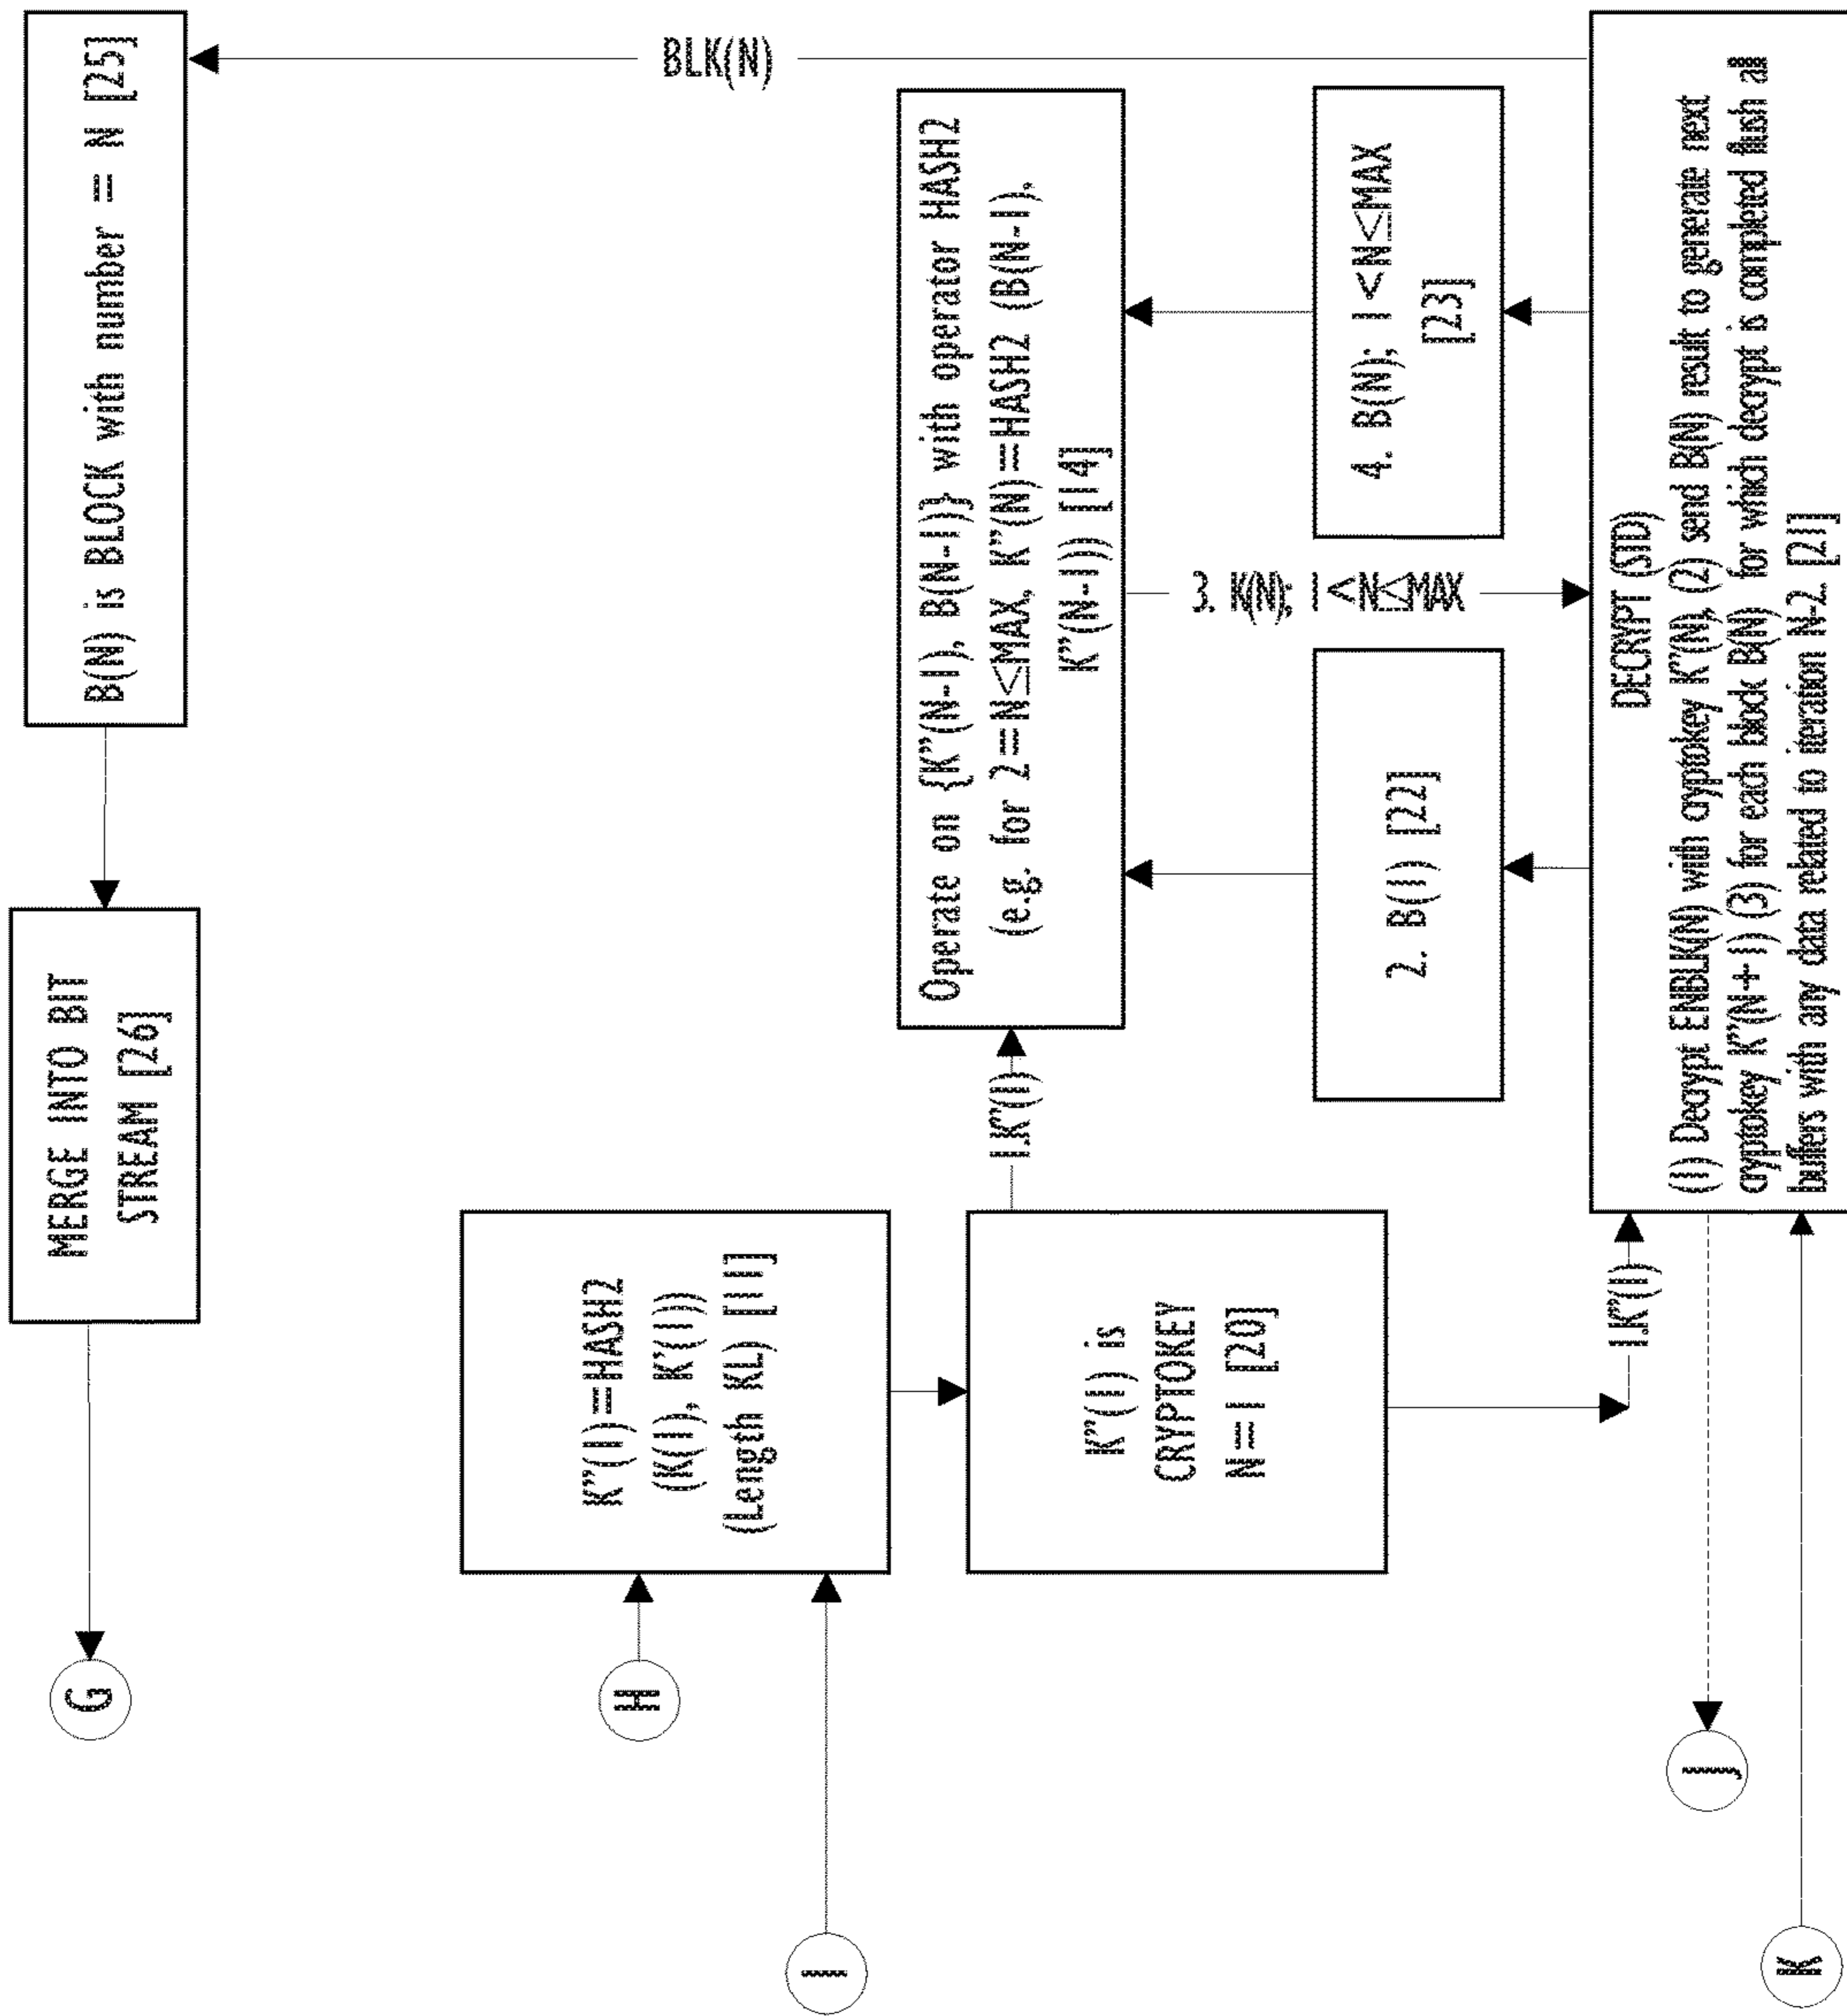 G
MERGE INTO BIT
STREAM [26]
B(N) is BLOCK with number = N [25]
BLK(N)
H
I
K”(1)=HASH2
(K(1), K’(1))
(Length KL) [11]
K”(1) is
CRYPTOKEY
N=1 [20]
1.K”(1)
Operate on {K”(N-1), B(N-1)} with operator HASH2
(e.g. for 2=N≤MAX, K”(N)=HASH2 (B(N-1),
K”(N-1)) [14]
2. B(1) [22]
3. K(N); 1<N≤MAX
4. B(N); 1<N≤MAX
[23]
1.K”(1)
J
K
DECRYPT (STD)
(1) Decrypt ENBLK(N) with cryptokey K”(N), (2) send B(N) result to generate next
cryptokey K”(N+1) (3) for each block B(N) for which decrypt is completed flush al
buffers with any data related to iteration N-2. [21]